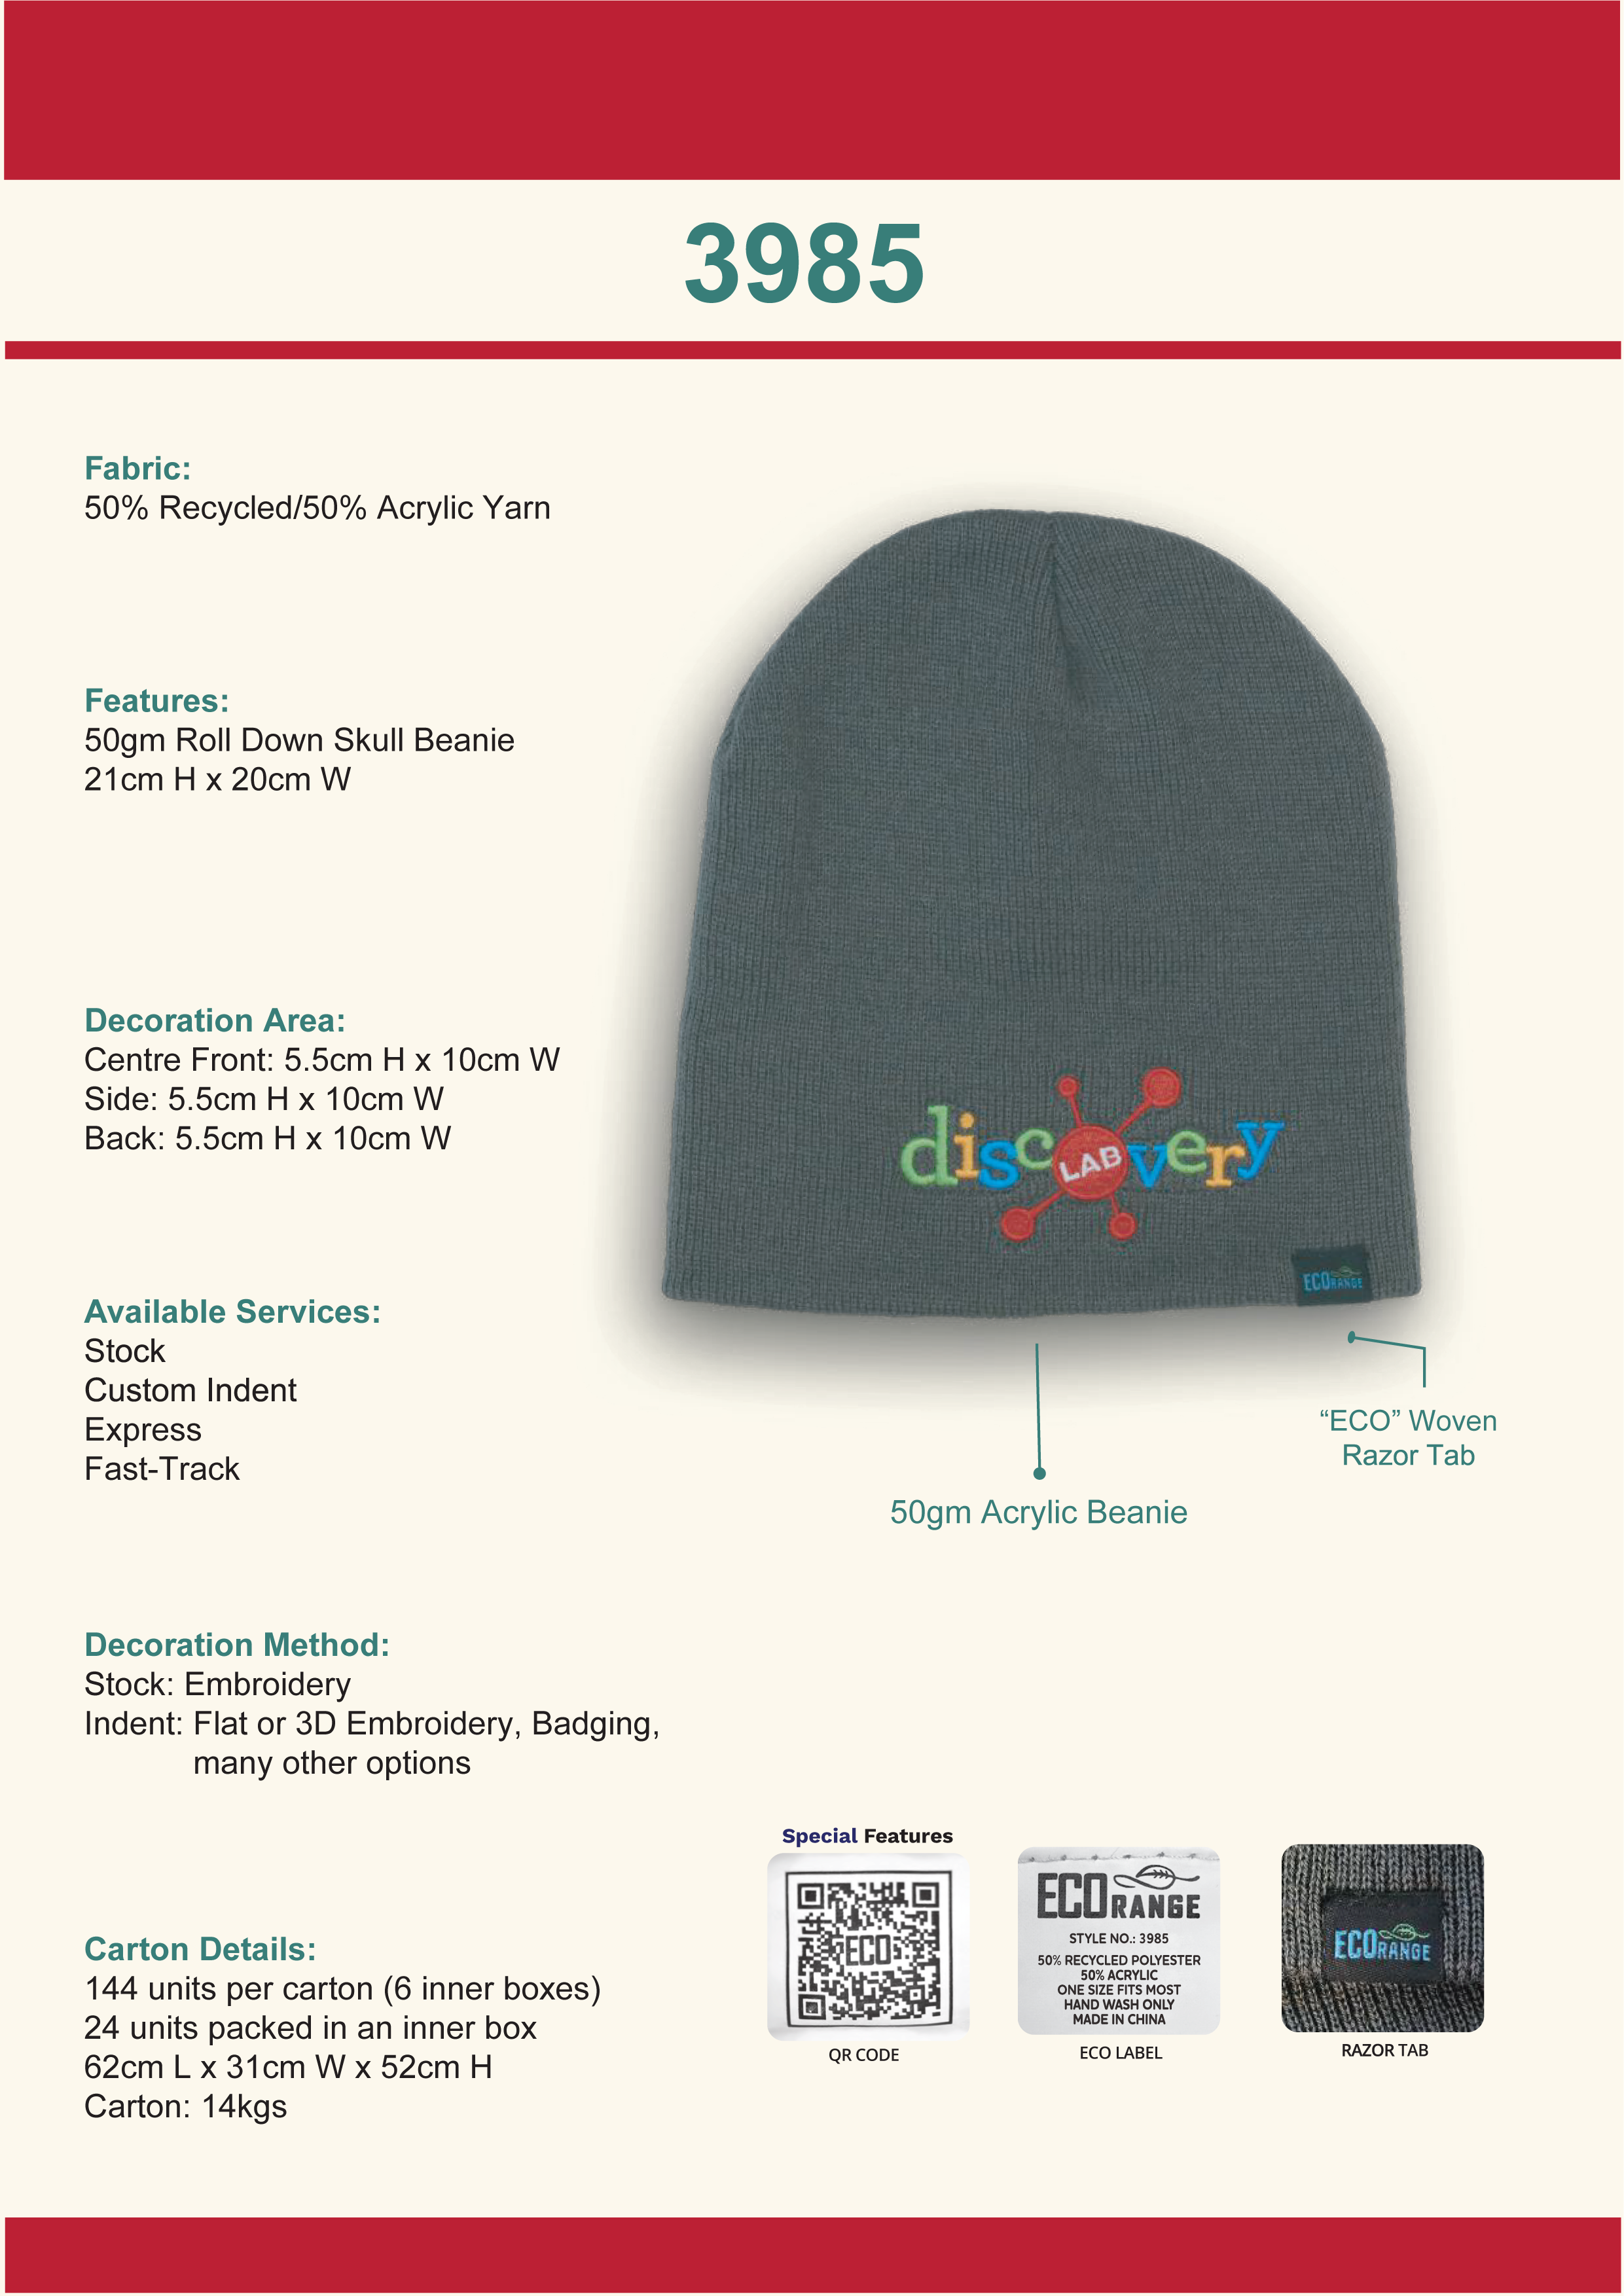 3985
Fabric:
50% Recycled/50% Acrylic Yarn
Features:
50gm Roll Down Skull Beanie
21cm H x 20cm W
Decoration Area:
Centre Front: 5.5cm H x 10cm W
Side: 5.5cm H x 10cm W
Back: 5.5cm H x 10cm W
Available Services:
Stock
Custom Indent
Express
Fast-Track
discovery
LAB
ECORANGE
“ECO” Woven
Razor Tab
50gm Acrylic Beanie
Decoration Method:
Stock: Embroidery
Indent: Flat or 3D Embroidery, Badging,
many other options
Carton Details:
144 units per carton (6 inner boxes)
24 units packed in an inner box
62cm L x 31cm W x 52cm H
Carton: 14kgs
Special Features
ECO
QR CODE
ECORANGE
STYLE NO.: 3985
50% RECYCLED POLYESTER
50% ACRYLIC
ONE SIZE FITS MOST
HAND WASH ONLY
MADE IN CHINA
ECO LABEL
ECORANGE
RAZOR TAB